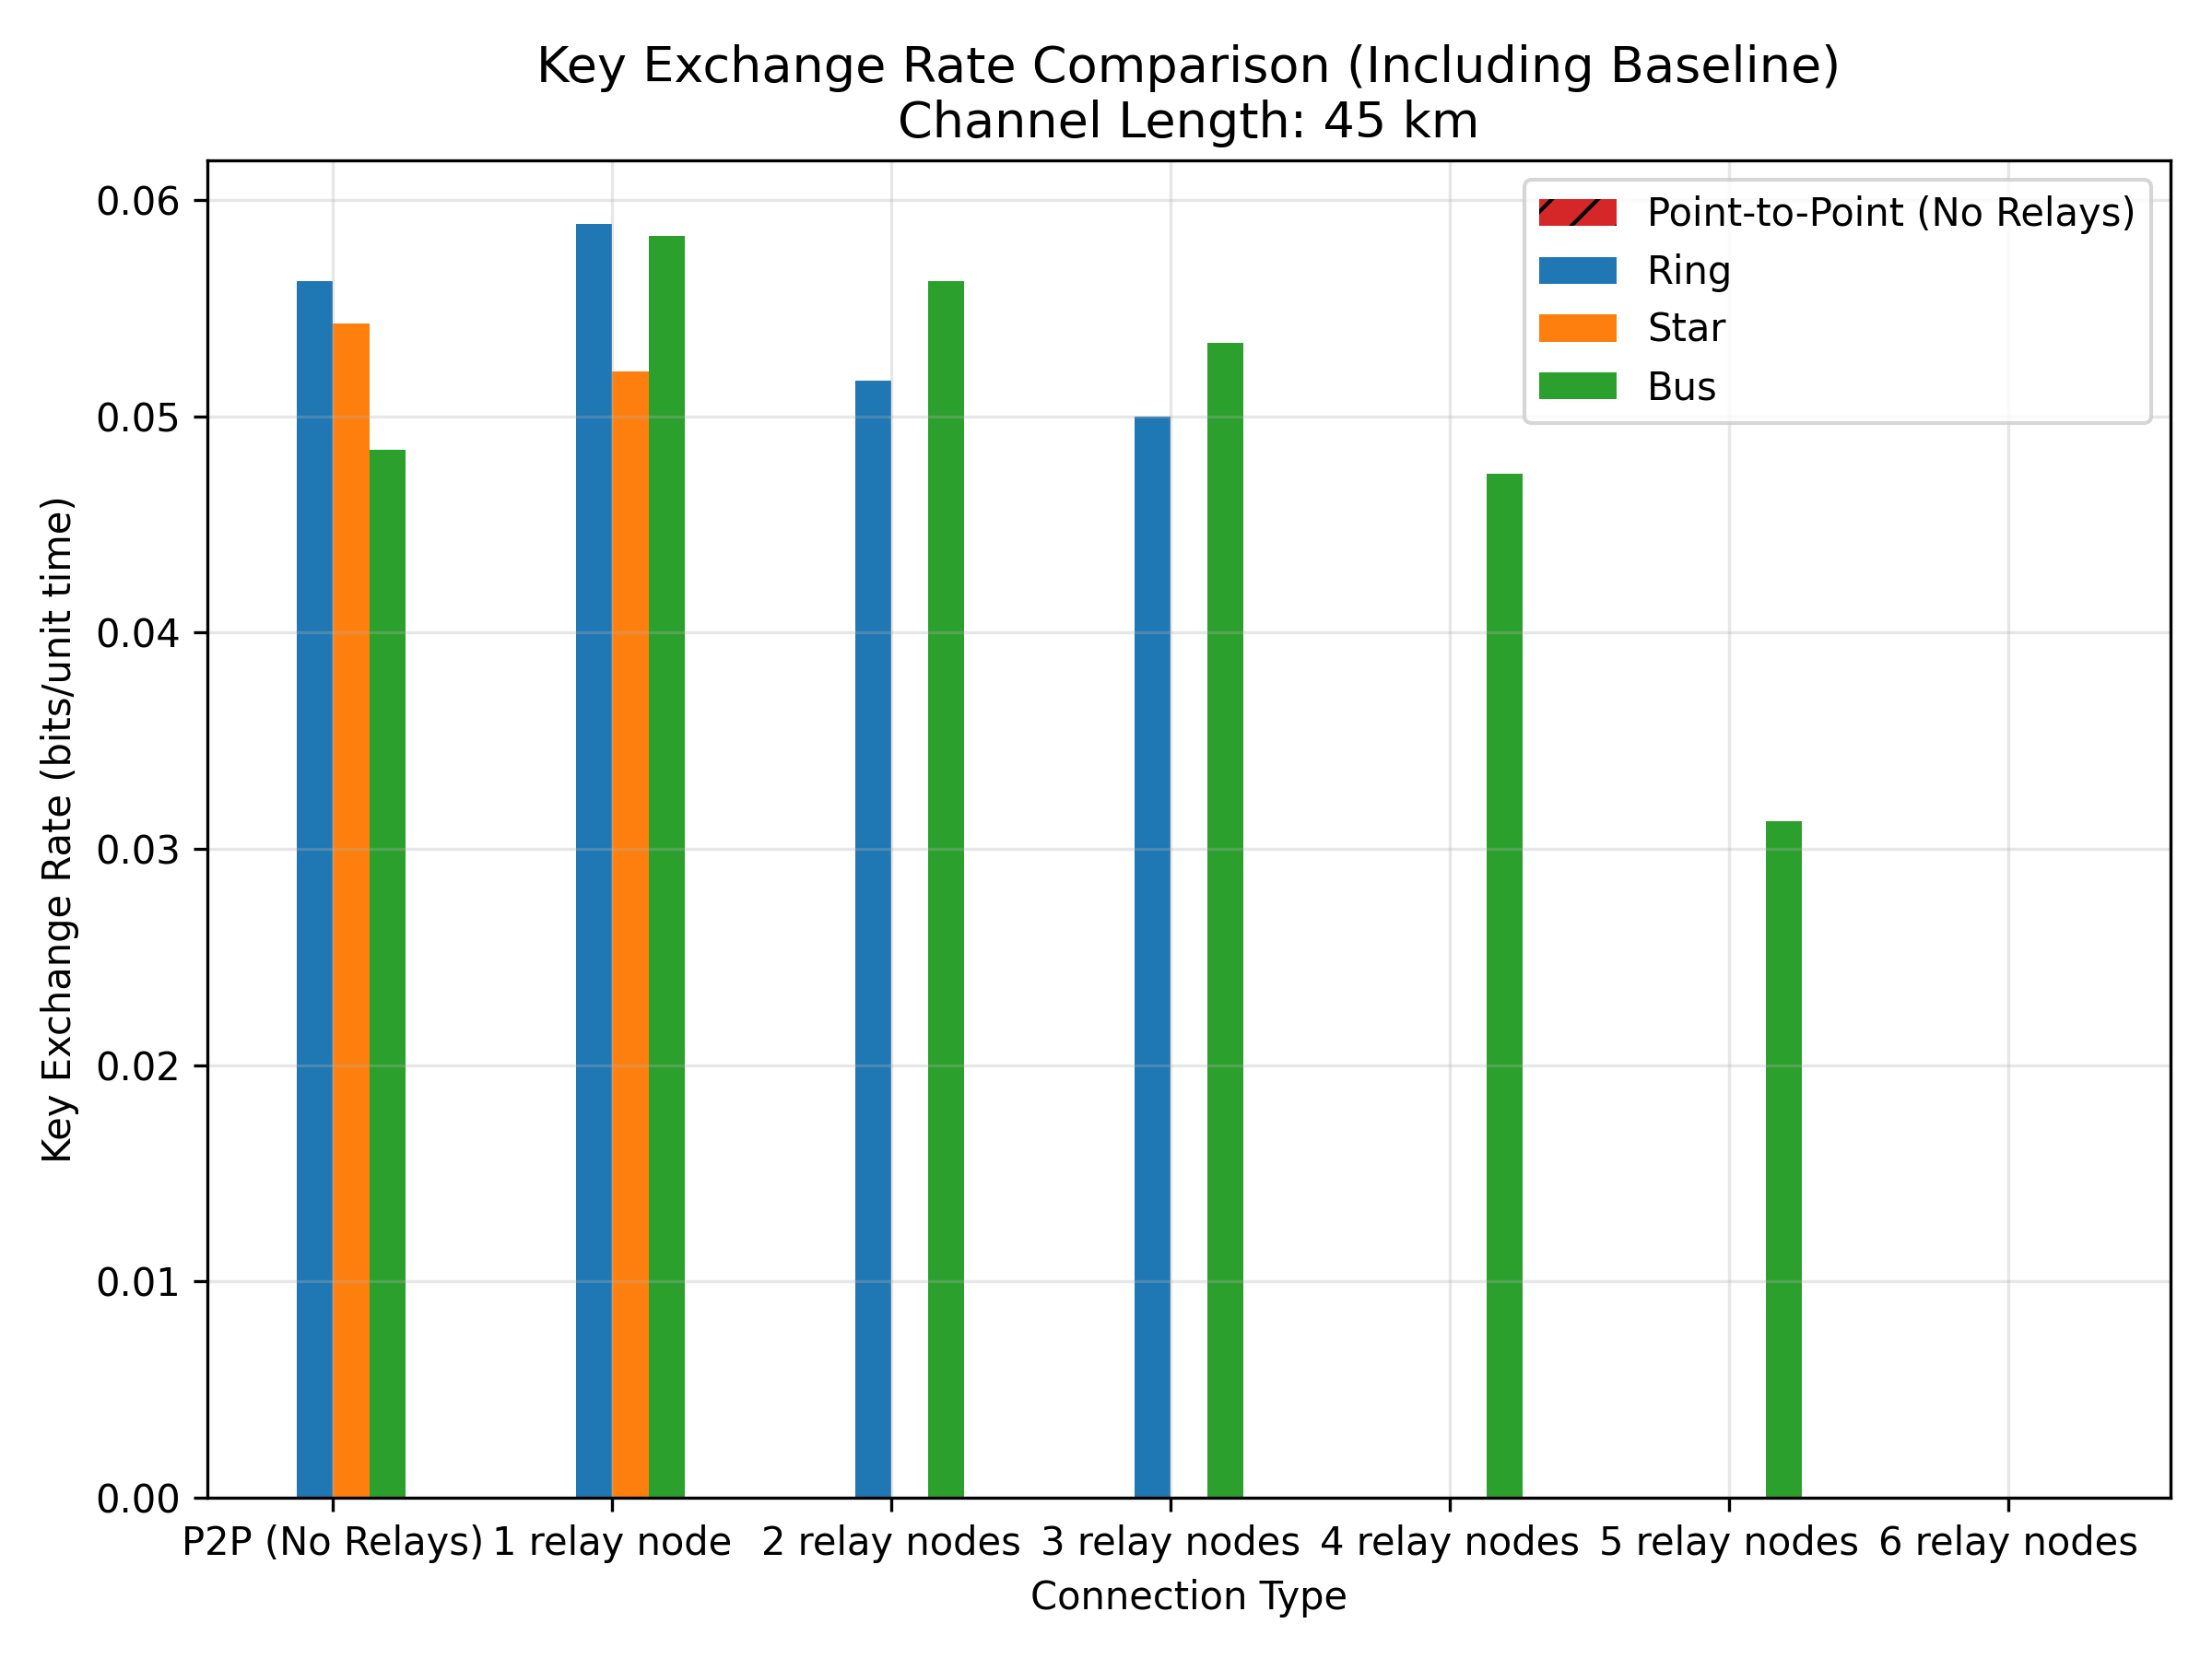 Key Exchange Rate Comparison (Including Baseline)
Channel Length: 45 km
Point-to-Point (No Relays)
Ring
Star
Bus
Key Exchange Rate (bits/unit time)
0.06
0.05
0.04
0.03
0.02
0.01
0.00
P2P (No Relays) 1 relay node 2 relay nodes 3 relay nodes 4 relay nodes 5 relay nodes 6 relay nodes
Connection Type